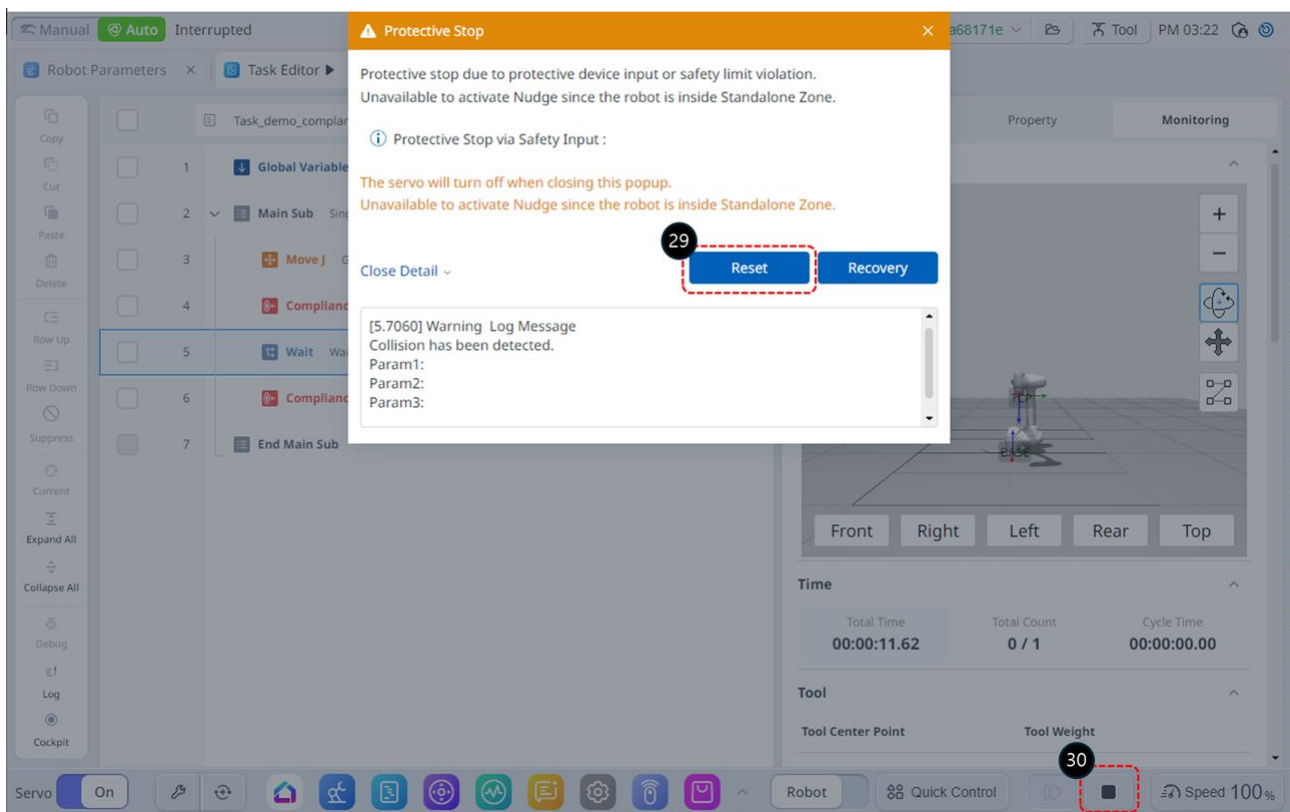 Manual
Auto
Interrupted
Protective Stop
a68171e
Tool
PM 03:22
Robot Parameters
Task Editor
Protective stop due to protective device input or safety limit violation.
Unavailable to activate Nudge since the robot is inside Standalone Zone.
Protective Stop via Safety Input :
The servo will turn off when closing this popup.
Unavailable to activate Nudge since the robot is inside Standalone Zone.
29
Close Detail
Reset
Recovery
[5.7060] Warning Log Message
Collision has been detected.
Param1:
Param2:
Param3:
Copy
Cut
Paste
Delete
Row Up
Row Down
Suppress
Current
Expand All
Collapse All
Debug
Log
Cockpit
Task_demo_complian
1 Global Variable
2 Main Sub Sin
3 Move J G
4 Complianc
5 Wait Wai
6 Complianc
7 End Main Sub
Property
Monitoring
TCP
BASE
Front
Right
Left
Rear
Top
Time
Total Time
Total Count
Cycle Time
00:00:11.62
0 / 1
00:00:00.00
Tool
Tool Center Point
Tool Weight
30
Servo
On
Robot
Quick Control
Speed 100 %